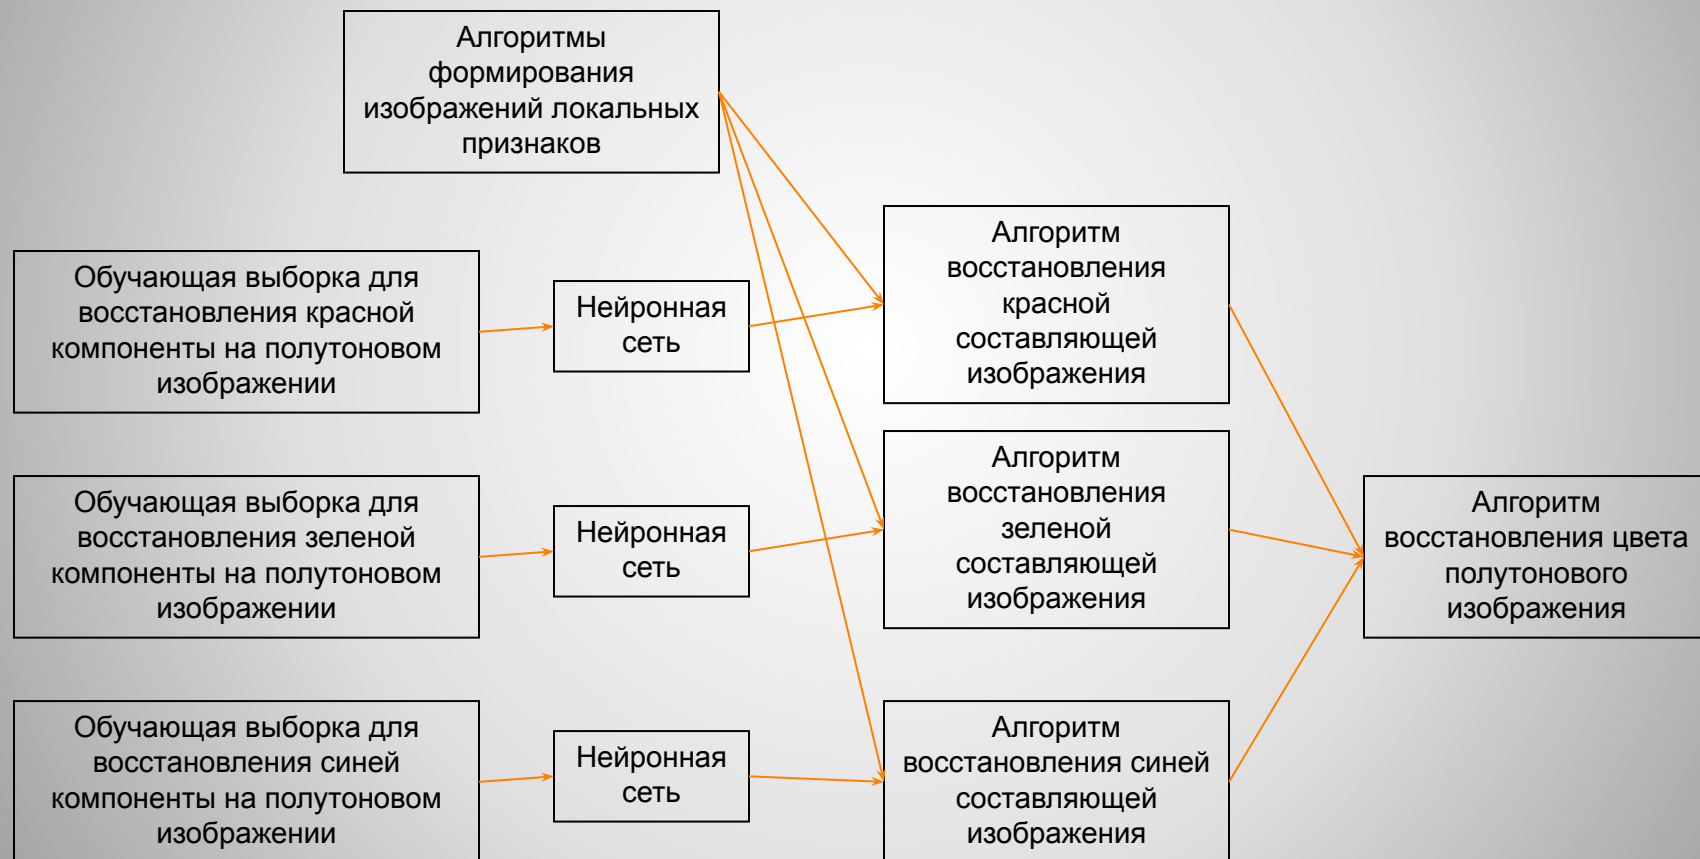 Алгоритмы
формирования
изображений локальных
признаков
Обучающая выборка для
восстановления красной
компоненты на полутоновом
изображении
Нейронная
сеть
Алгоритм
восстановления
красной
составляющей
изображения
Обучающая выборка для
восстановления зеленой
компоненты на полутоновом
изображении
Нейронная
сеть
Алгоритм
восстановления
зеленой
составляющей
изображения
Обучающая выборка для
восстановления синей
компоненты на полутоновом
изображении
Нейронная
сеть
Алгоритм
восстановления синей
составляющей
изображения
Алгоритм
восстановления цвета
полутонового
изображения